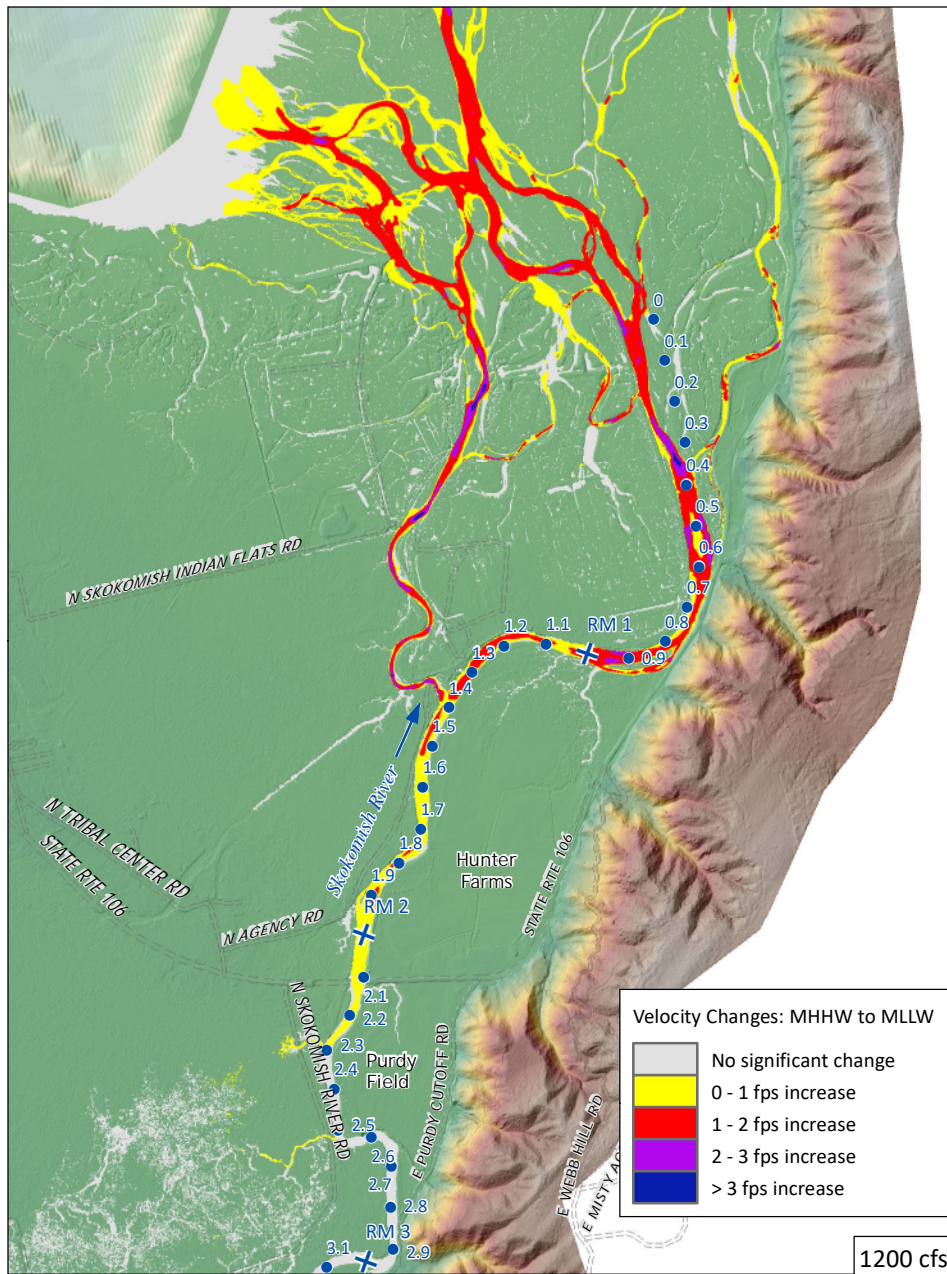 0
0.1
0.2
0.3
0.4
0.5
0.6
0.7
0.8
0.9
RM 1
1.1
1.2
1.3
1.4
1.5
1.6
1.7
1.8
1.9
RM 2
2.1
2.2
2.3
2.4
2.5
2.6
2.7
2.8
2.9
RM 3
3.1
N SKOKOMISH INDIAN FLATS RD
Skokomish River
N TRIBAL CENTER RD
STATE RTE 106
N AGENCY RD
Hunter
Farms
STATE RTE 106
N SKOKOMISH RIVER RD
Purdy
Field
E PURDY CUTOFF RD
E WEBB HILL RD
E MISTY
Velocity Changes: MHHW to MLLW
No significant change
0 - 1 fps increase
1 - 2 fps increase
2 - 3 fps increase
> 3 fps increase
1200 cfs